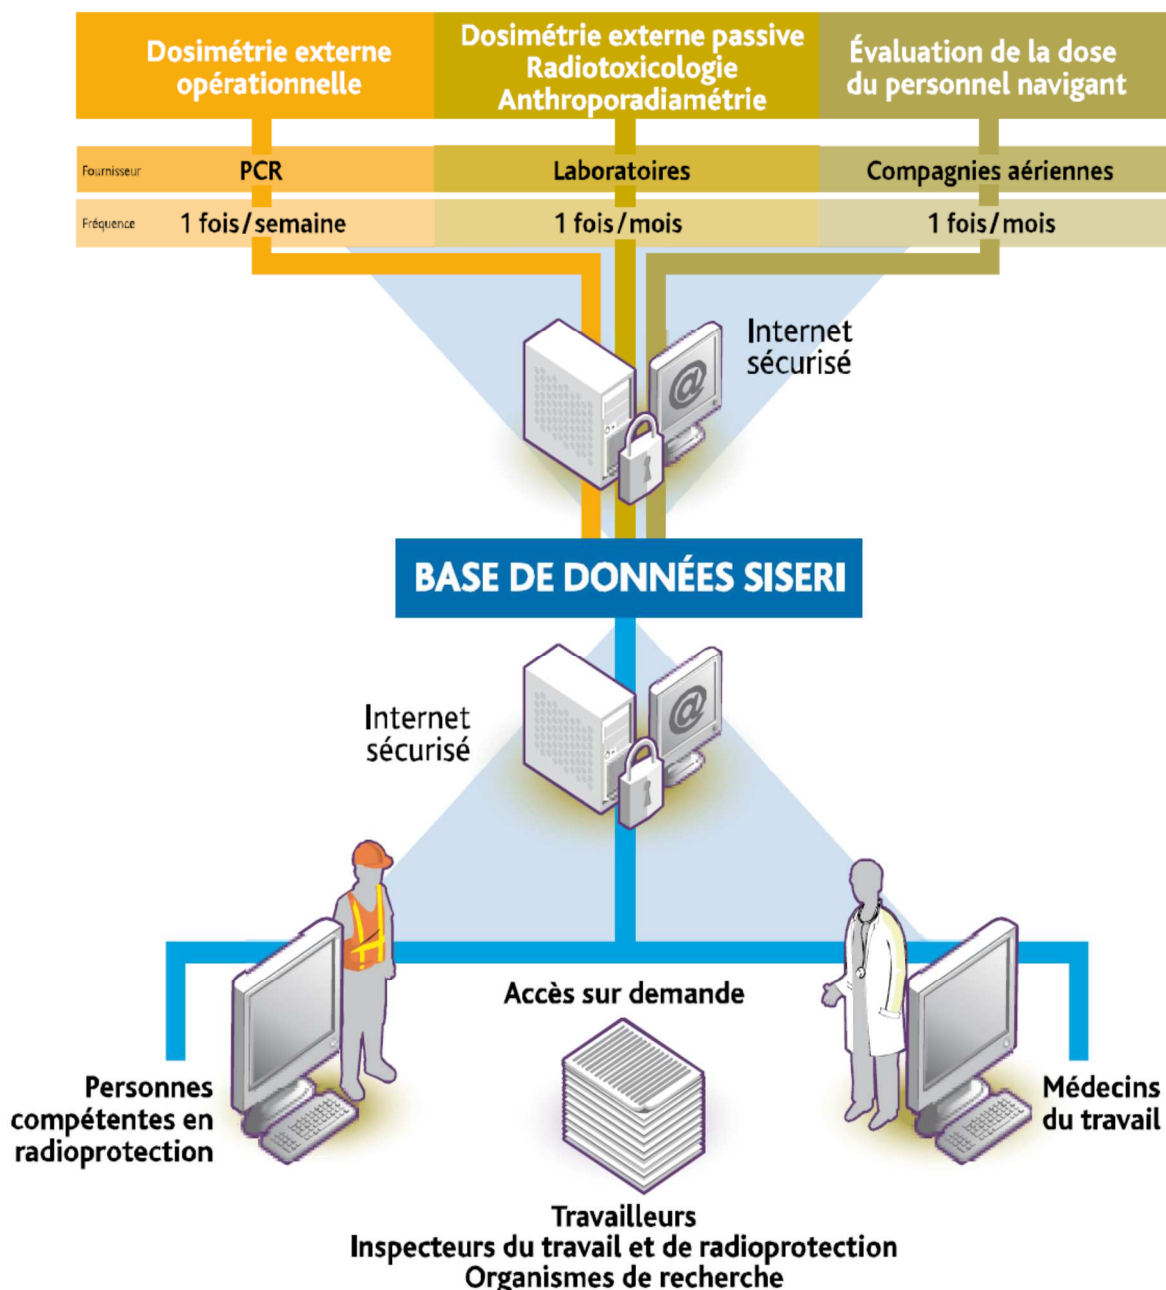 Dosimétrie externe
opérationnelle
Dosimétrie externe passive
Radiotoxicologie
Anthroporadiamétrie
Évaluation de la dose
du personnel navigant
Fournisseur
PCR
Laboratoires
Compagnies aériennes
Fréquence
1 fois/semaine
1 fois/mois
1 fois/mois
Internet
sécurisé
@
BASE DE DONNÉES SISERI
Internet
sécurisé
@
Accès sur demande
Personnes
compétentes en
radioprotection
Médecins
du travail
Travailleurs
Inspecteurs du travail et de radioprotection
Organismes de recherche